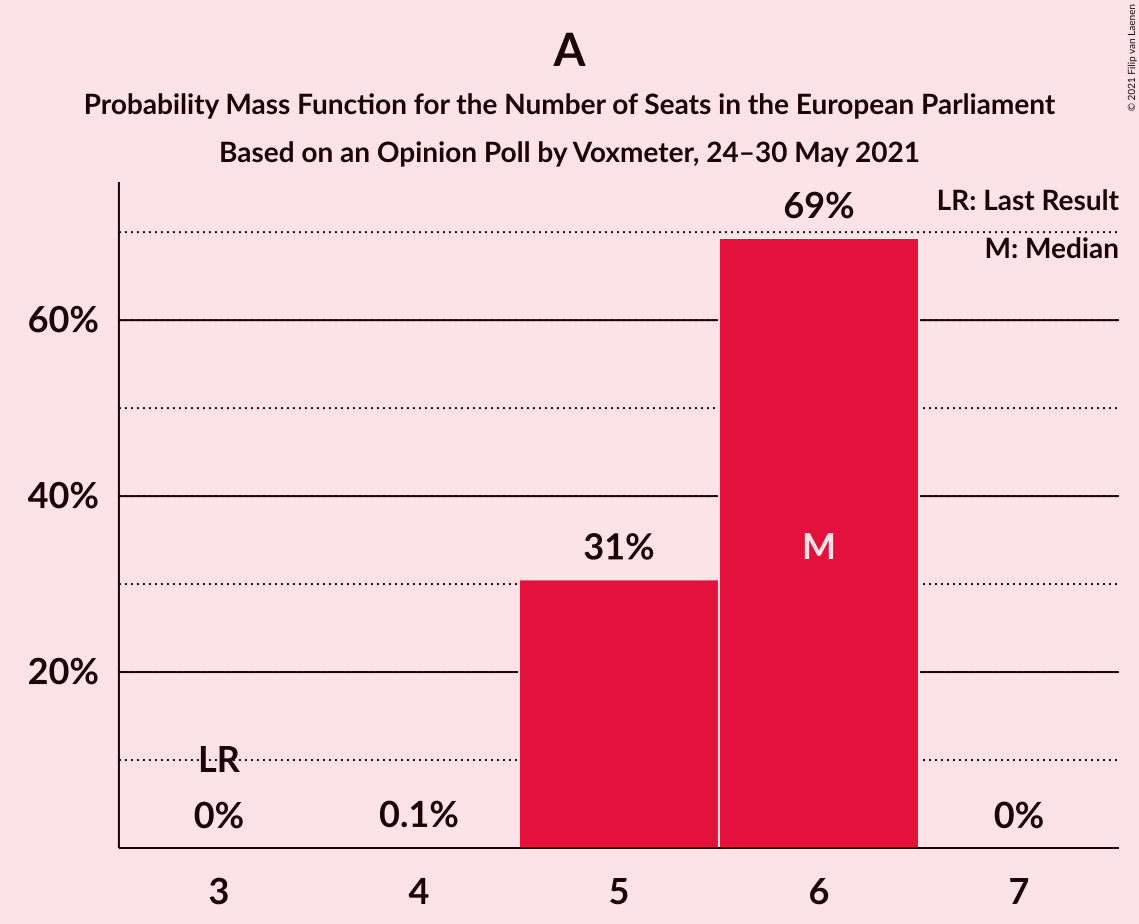 A
Probability Mass Function for the Number of Seats in the European Parliament
Based on an Opinion Poll by Voxmeter, 24–30 May 2021
© 2021 Filip van Laenen
LR: Last Result
M: Median
69%
60%
40%
31%
M
20%
LR
0%
0.1%
0%
3 4 5 6 7